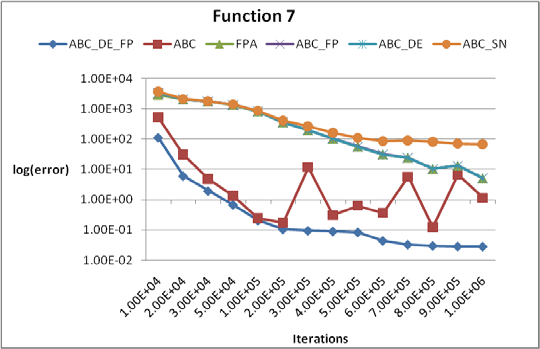 Function 7
ABC_DE_FP ABC FPA ABC_FP ABC_DE ABC_SN
1.00E+04
1.00E+03
1.00E+02
log(error)
1.00E+01
1.00E+00
1.00E-01
1.00E-02
1.00E+04 2.00E+04 3.00E+04 5.00E+04 1.00E+05 2.00E+05 3.00E+05 4.00E+05 5.00E+05 6.00E+05 7.00E+05 8.00E+05 9.00E+05 1.00E+06
Iterations